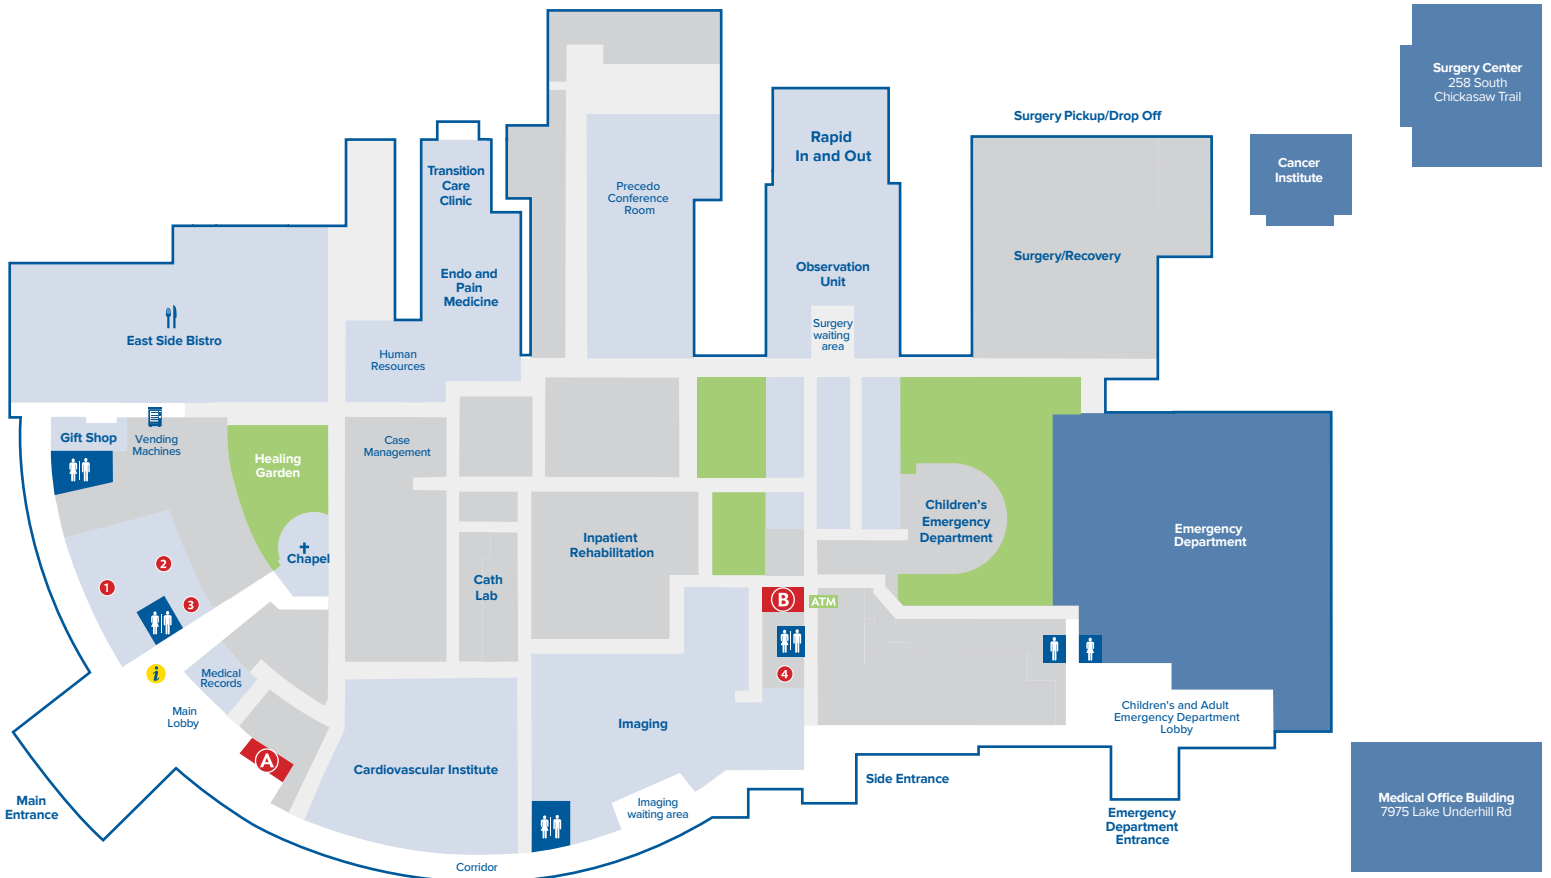 Surgery Center
258 South
Chickasaw Trail
Surgery Pickup/Drop Off
Rapid
In and Out
Cancer
Institute
Transition
Care
Clinic
Precedo
Conference
Room
Surgery/Recovery
Observation
Unit
Endo and
Pain
Medicine
Surgery
waiting
area
East Side Bistro
Human
Resources
Gift Shop
Vending
Machines
Case
Management
Healing
Garden
Children's
Emergency
Department
Emergency
Department
Inpatient
Rehabilitation
Chapel
Cath
Lab
1
2
3
B
ATM
i
Medical
Records
4
Main
Lobby
Imaging
Children's and Adult
Emergency Department
Lobby
A
Cardiovascular Institute
Side Entrance
Main
Entrance
Imaging
waiting area
Emergency
Department
Entrance
Medical Office Building
7975 Lake Underhill Rd
Corridor